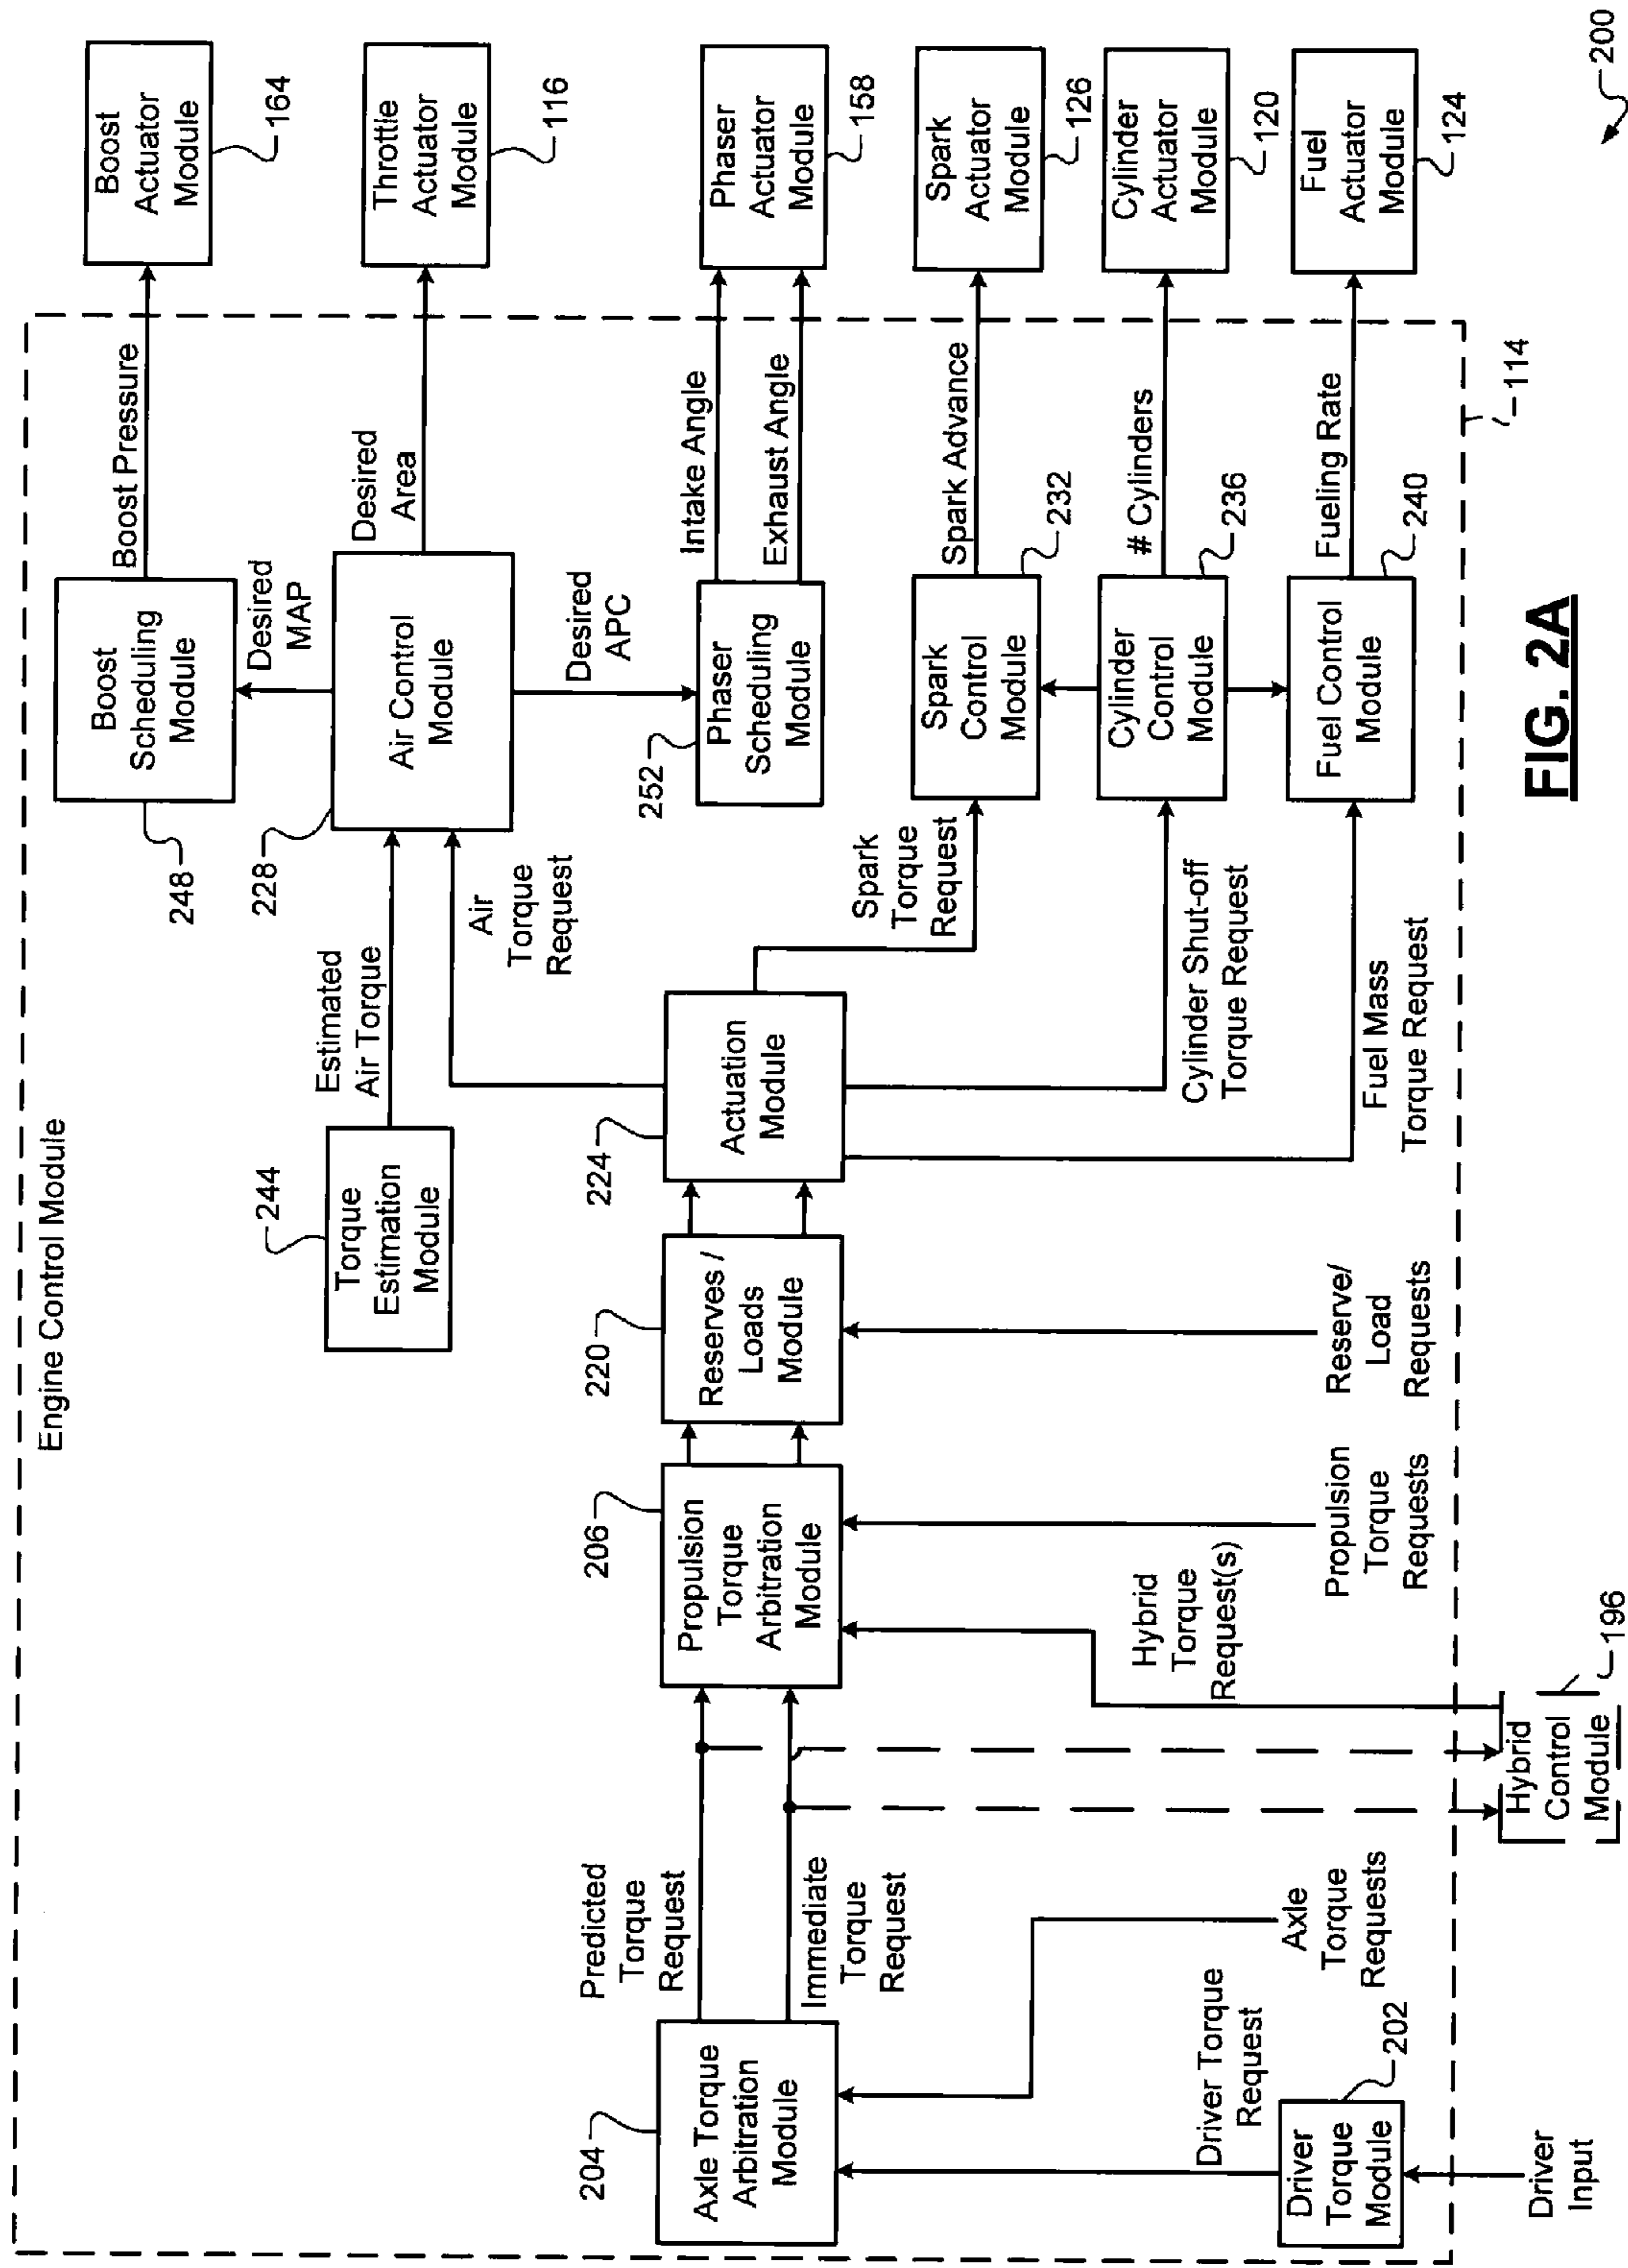 Engine Control Module
Boost
Scheduling
Module
248
Boost Pressure
Boost
Actuator
Module
164
Desired
MAP
Torque
Estimation
Module
244
Estimated
Air Torque
Air Control
Module
228
Desired
Area
Throttle
Actuator
Module
116
Air
Torque
Request
Desired
APC
Phaser
Scheduling
Module
252
Intake Angle
Exhaust Angle
Phaser
Actuator
Module
158
Axle Torque
Arbitration
Module
204
Predicted
Torque
Request
Immediate
Torque
Request
Propulsion
Torque
Arbitration
Module
206
Reserves /
Loads
Module
220
Actuation
Module
224
Spark
Torque
Request
Spark
Control
Module
232
Spark Advance
Spark
Actuator
Module
126
Cylinder Shut-off
Torque Request
Cylinder
Control
Module
236
# Cylinders
Cylinder
Actuator
Module
120
Fuel Mass
Torque Request
Fuel Control
Module
240
Fueling Rate
Fuel
Actuator
Module
124
Driver Torque
Request
Driver
Torque
Module
202
Axle
Torque
Requests
Hybrid
Torque
Request(s)
Propulsion
Torque
Requests
Reserve/
Load
Requests
114
Driver
Input
Hybrid
Control
Module
196
FIG. 2A
200